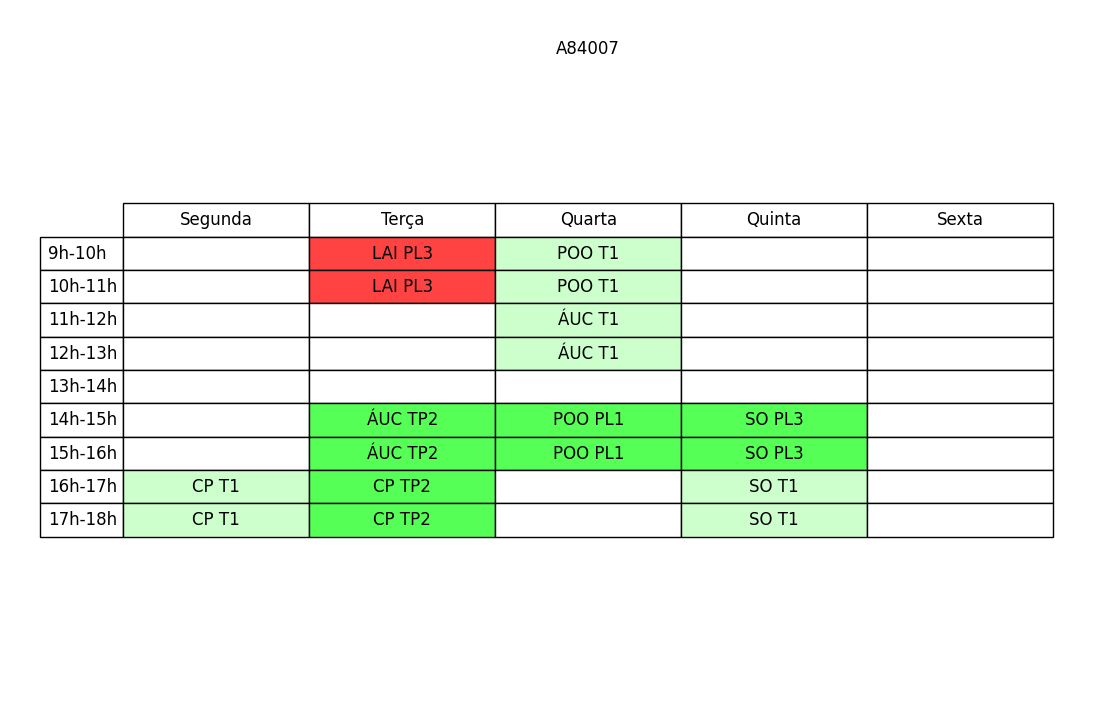 A84007
Segunda Terça Quarta Quinta Sexta
9h-10h LAI PL3 POO T1
10h-11h LAI PL3 POO T1
11h-12h ÁUC T1
12h-13h ÁUC T1
13h-14h
14h-15h ÁUC TP2 POO PL1 SO PL3
15h-16h ÁUC TP2 POO PL1 SO PL3
16h-17h CP T1 CP TP2 SO T1
17h-18h CP T1 CP TP2 SO T1